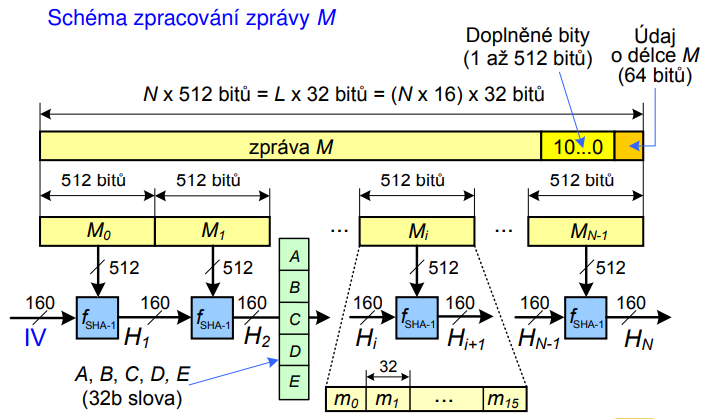 Schéma zpracování zprávy M
Doplněné bity
(1 až 512 bitů)
Údaj
o délce M
(64 bitů)
N x 512 bitů = L x 32 bitů = (N x 16) x 32 bitů
zpráva M
10...0
512 bitů
512 bitů
512 bitů
512 bitů
M0
M1
...
Mi
...
MN-1
512
512
512
512
A
B
C
D
E
160
fSHA-1
160
fSHA-1
160
160
fSHA-1
160
160
fSHA-1
160
IV
H1
H2
Hi
Hi+1
HN-1
HN
A, B, C, D, E
(32b slova)
32
m0
m1
...
m15